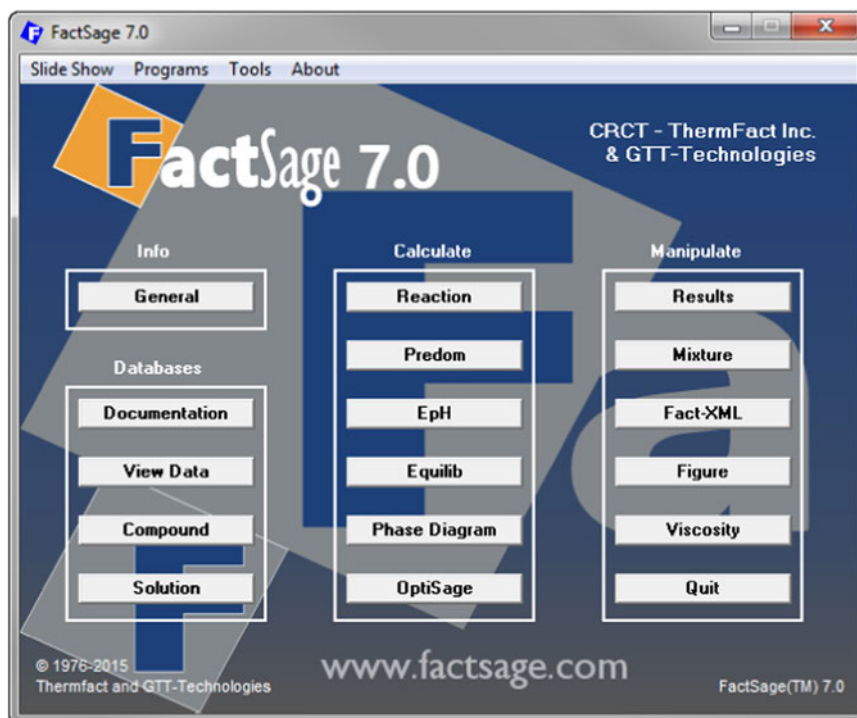 FactSage 7.0
Slide Show Programs Tools About
FactSage 7.0
CRCT - ThermFact Inc.
& GTT-Technologies
Info
General
Databases
Documentation
View Data
Compound
Solution
Calculate
Reaction
Predom
EpH
Equilib
Phase Diagram
OptiSage
Manipulate
Results
Mixture
Fact-XML
Figure
Viscosity
Quit
© 1976-2015
Thermfact and GTT-Technologies
www.factsage.com
FactSage(TM) 7.0